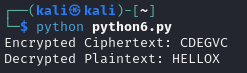 ┌──(kali㉿kali)-[~]
└─$ python python6.py
Encrypted Ciphertext: CDEGVC
Decrypted Plaintext: HELLOX